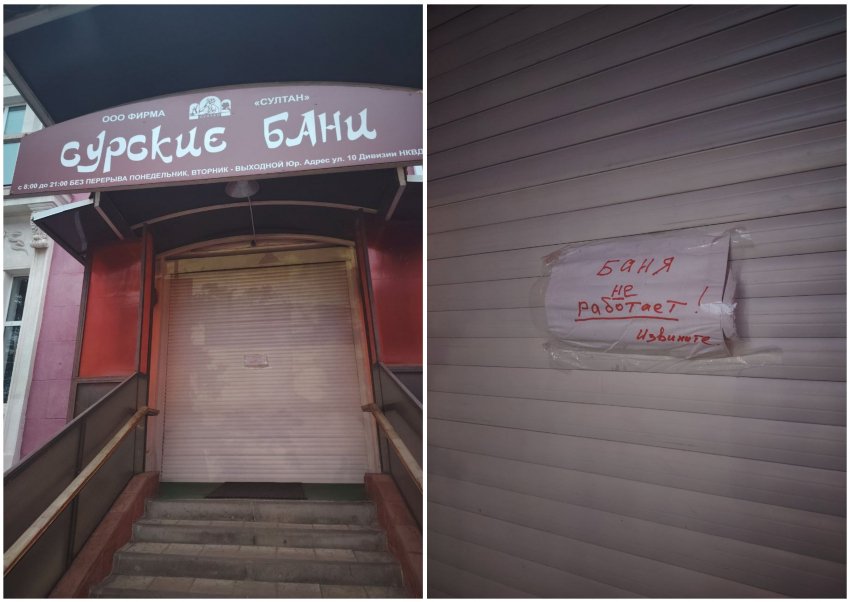 ООО ФИРМА «СУЛТАН»
СУРСКИЕ БАНИ
с 8:00 до 21:00 БЕЗ ПЕРЕРЫВА ПОНЕДЕЛЬНИК, ВТОРНИК - ВЫХОДНОЙ Юр. Адрес ул. 10 Дивизии НКВД
Баня
не
работает!
Извините